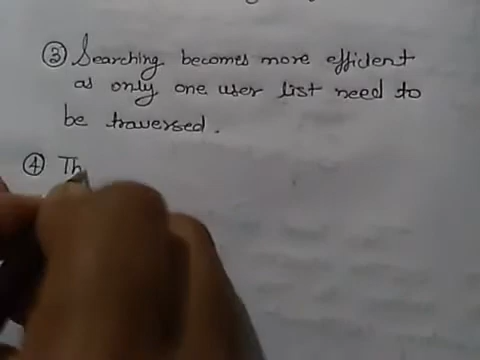 ③ Searching becomes more efficient
as only one user list need to
be traversed.
④ Th